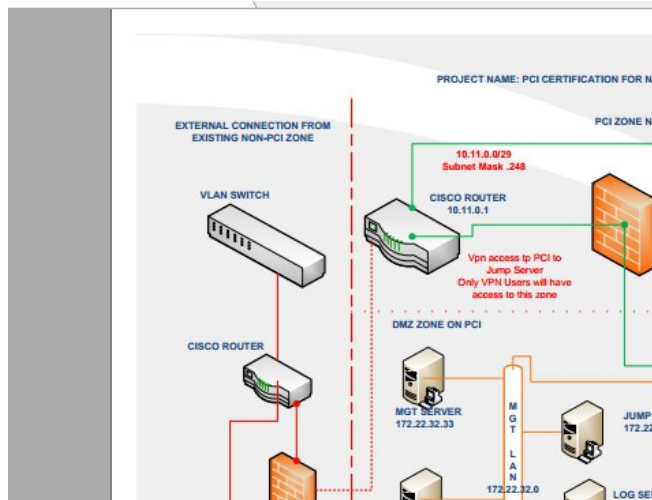 PROJECT NAME: PCI CERTIFICATION FOR N
PCI ZONE N
EXTERNAL CONNECTION FROM
EXISTING NON-PCI ZONE
VLAN SWITCH
10.11.0.0/29
Subnet Mask .248
CISCO ROUTER
10.11.0.1
Vpn access tp PCI to
Jump Server
Only VPN Users will have
access to this zone
DMZ ZONE ON PCI
CISCO ROUTER
MGT SERVER
172.22.32.33
MGT LAN
172.22.32.0
JUMP
172.22
LOG SE